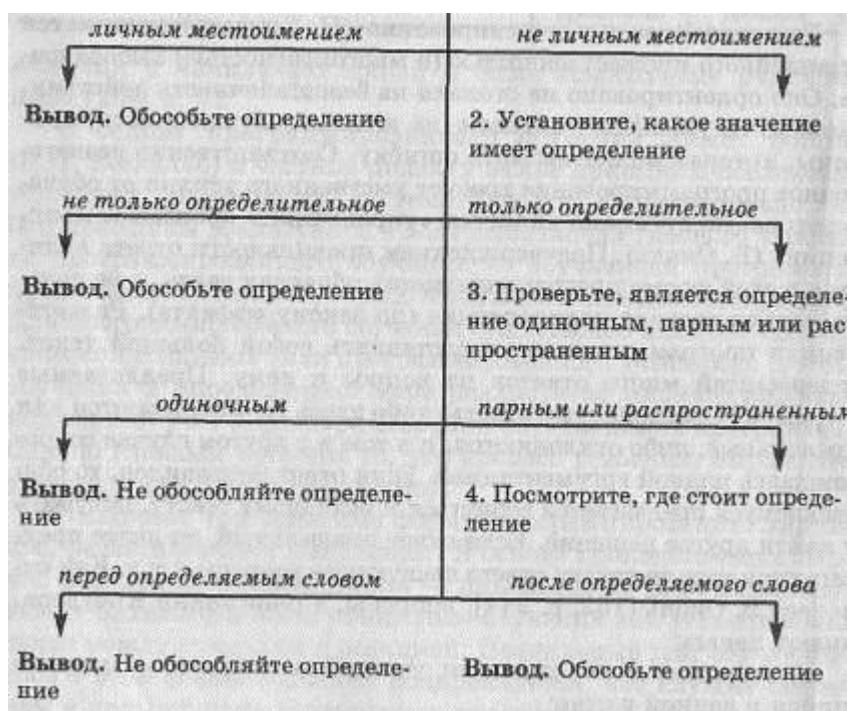 личным местоимением
не личным местоимением
Вывод. Обособьте определение
2. Установите, какое значение
имеет определение
не только определительное
только определительное
Вывод. Обособьте определение
3. Проверьте, является определе-
ние одиночным, парным или рас
пространенным
одиночным
парным или распространенным
Вывод. Не обособляйте определе-
ние
4. Посмотрите, где стоит опреде-
ление
перед определяемым словом
после определяемого слова
Вывод. Не обособляйте определе-
ние
Вывод. Обособьте определение